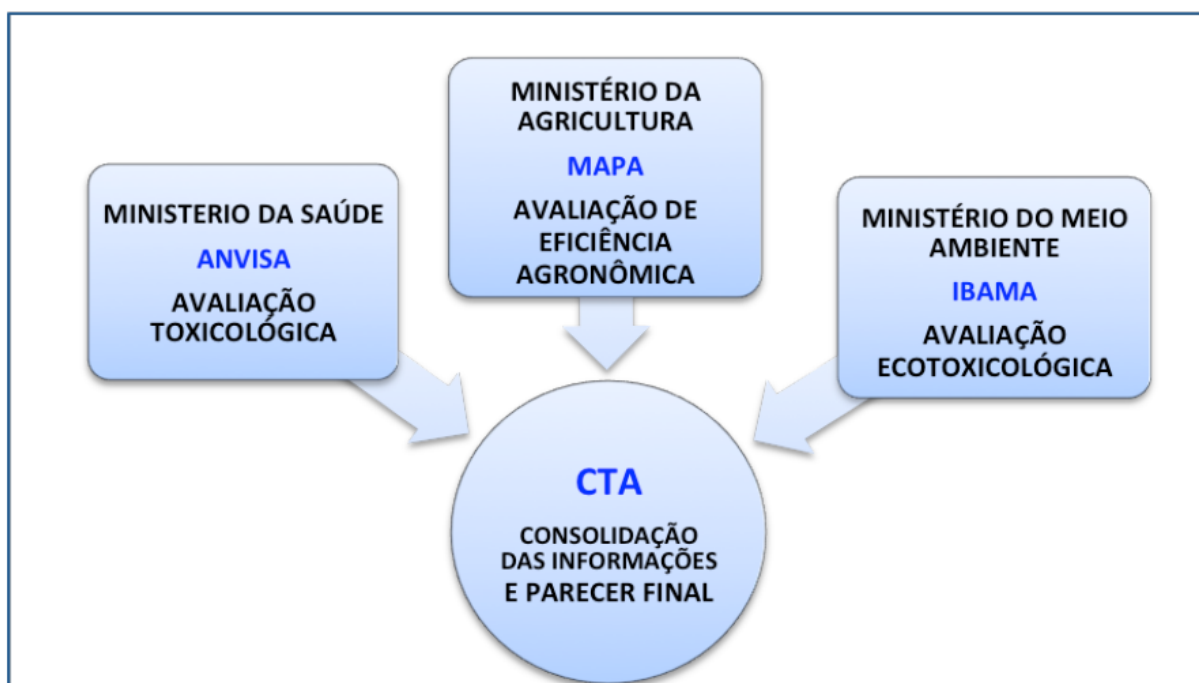 MINISTERIO DA SAÚDE
ANVISA
AVALIAÇÃO
TOXICOLÓGICA
MINISTÉRIO DA
AGRICULTURA
MAPA
AVALIAÇÃO DE
EFICIÊNCIA
AGRONÔMICA
MINISTÉRIO DO MEIO
AMBIENTE
IBAMA
AVALIAÇÃO
ECOTOXICOLÓGICA
CTA
CONSOLIDAÇÃO
DAS INFORMAÇÕES
E PARECER FINAL